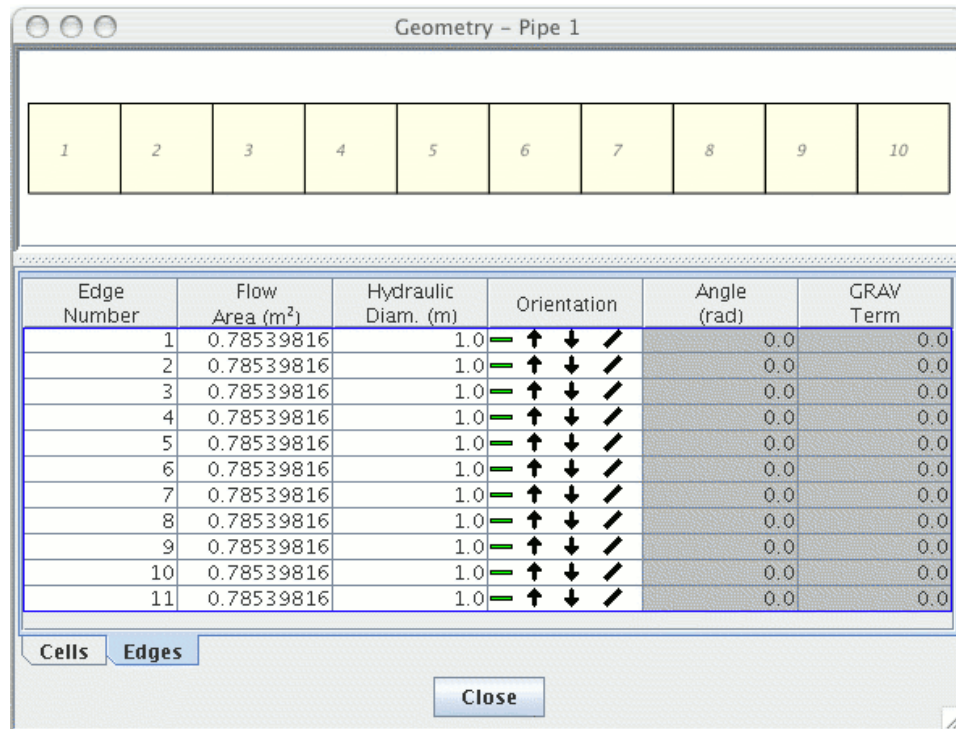 Geometry – Pipe 1
1 2 3 4 5 6 7 8 9 10
Edge Number Flow Area (m²) Hydraulic Diam. (m) Orientation Angle (rad) GRAV Term
1 0.78539816 1.0 0.0 0.0
2 0.78539816 1.0 0.0 0.0
3 0.78539816 1.0 0.0 0.0
4 0.78539816 1.0 0.0 0.0
5 0.78539816 1.0 0.0 0.0
6 0.78539816 1.0 0.0 0.0
7 0.78539816 1.0 0.0 0.0
8 0.78539816 1.0 0.0 0.0
9 0.78539816 1.0 0.0 0.0
10 0.78539816 1.0 0.0 0.0
11 0.78539816 1.0 0.0 0.0
Cells Edges
Close